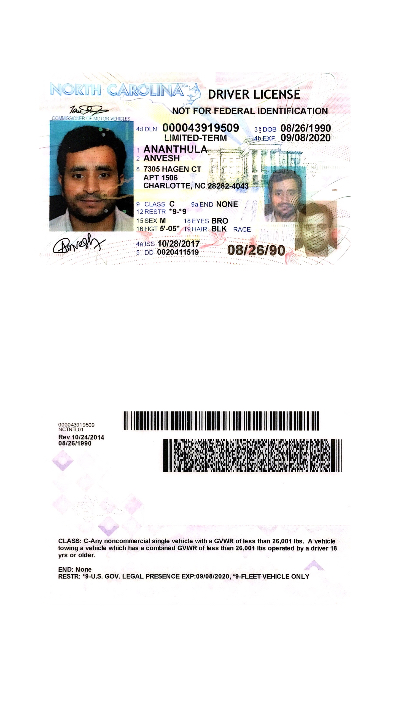 NORTH CAROLINA DRIVER LICENSE
NOT FOR FEDERAL IDENTIFICATION
COMMISSIONER OF MOTOR VEHICLES
4d DLN 000043919509 3 DOB 08/26/1990
LIMITED-TERM 4b EXP 09/08/2020
1 ANANTHULA
2 ANVESH
8 7305 HAGEN CT
APT 1506
CHARLOTTE, NC 28262-4043
9 CLASS C 9a END NONE
12 RESTR *9-*9
15 SEX M 18 EYES BRO
16 HGT 5'-05" 19 HAIR BLK RACE
4a ISS 10/28/2017
5 DD 0020411519
08/26/90
000043919509
Rev 10/24/2014
08/26/1990
CLASS: C-Any noncommercial single vehicle with a GVWR of less than 26,001 lbs. A vehicle
towing a vehicle which has a combined GVWR of less than 26,001 lbs operated by a driver 18
yrs or older.
END: None
RESTR: *9-U.S. GOV. LEGAL PRESENCE EXP:09/08/2020, *9-FLEET VEHICLE ONLY